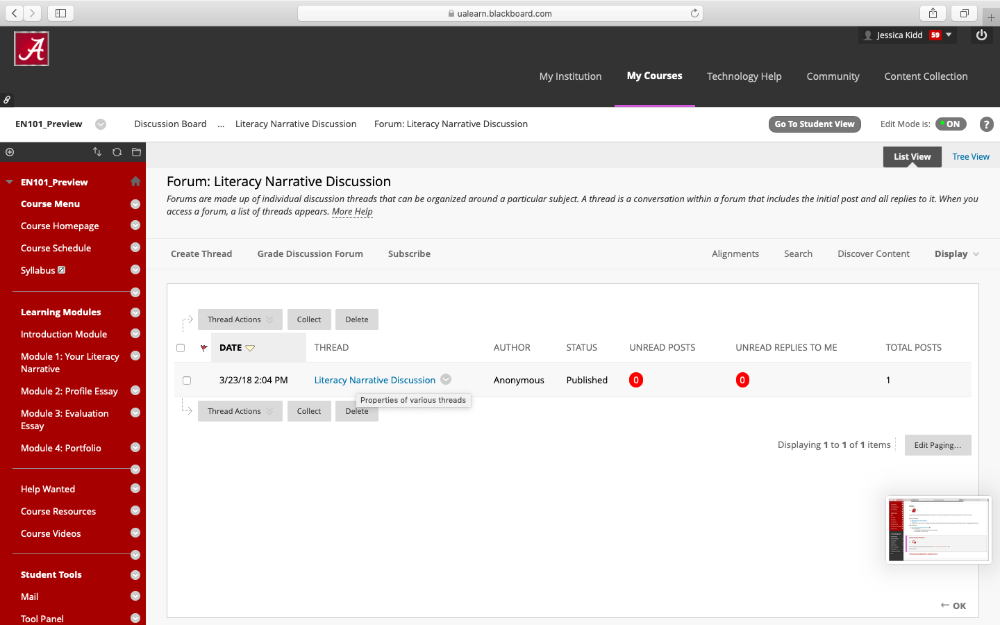 ualearn.blackboard.com
A
Jessica Kidd 59
My Institution My Courses Technology Help Community Content Collection
EN101_Preview Discussion Board ... Literacy Narrative Discussion Forum: Literacy Narrative Discussion Go To Student View Edit Mode is: ON ?
List View Tree View
EN101_Preview
Course Menu
Course Homepage
Course Schedule
Syllabus
Learning Modules
Introduction Module
Module 1: Your Literacy
Narrative
Module 2: Profile Essay
Module 3: Evaluation
Essay
Module 4: Portfolio
Help Wanted
Course Resources
Course Videos
Student Tools
Mail
Tool Panel
Forum: Literacy Narrative Discussion
Forums are made up of individual discussion threads that can be organized around a particular subject. A thread is a conversation within a forum that includes the initial post and all replies to it. When you
access a forum, a list of threads appears. More Help
Create Thread Grade Discussion Forum Subscribe Alignments Search Discover Content Display
Thread Actions Collect Delete
DATE THREAD AUTHOR STATUS UNREAD POSTS UNREAD REPLIES TO ME TOTAL POSTS
3/23/18 2:04 PM Literacy Narrative Discussion Anonymous Published 0 0 1
Properties of various threads
Thread Actions Collect Delete
Displaying 1 to 1 of 1 items Edit Paging...
OK